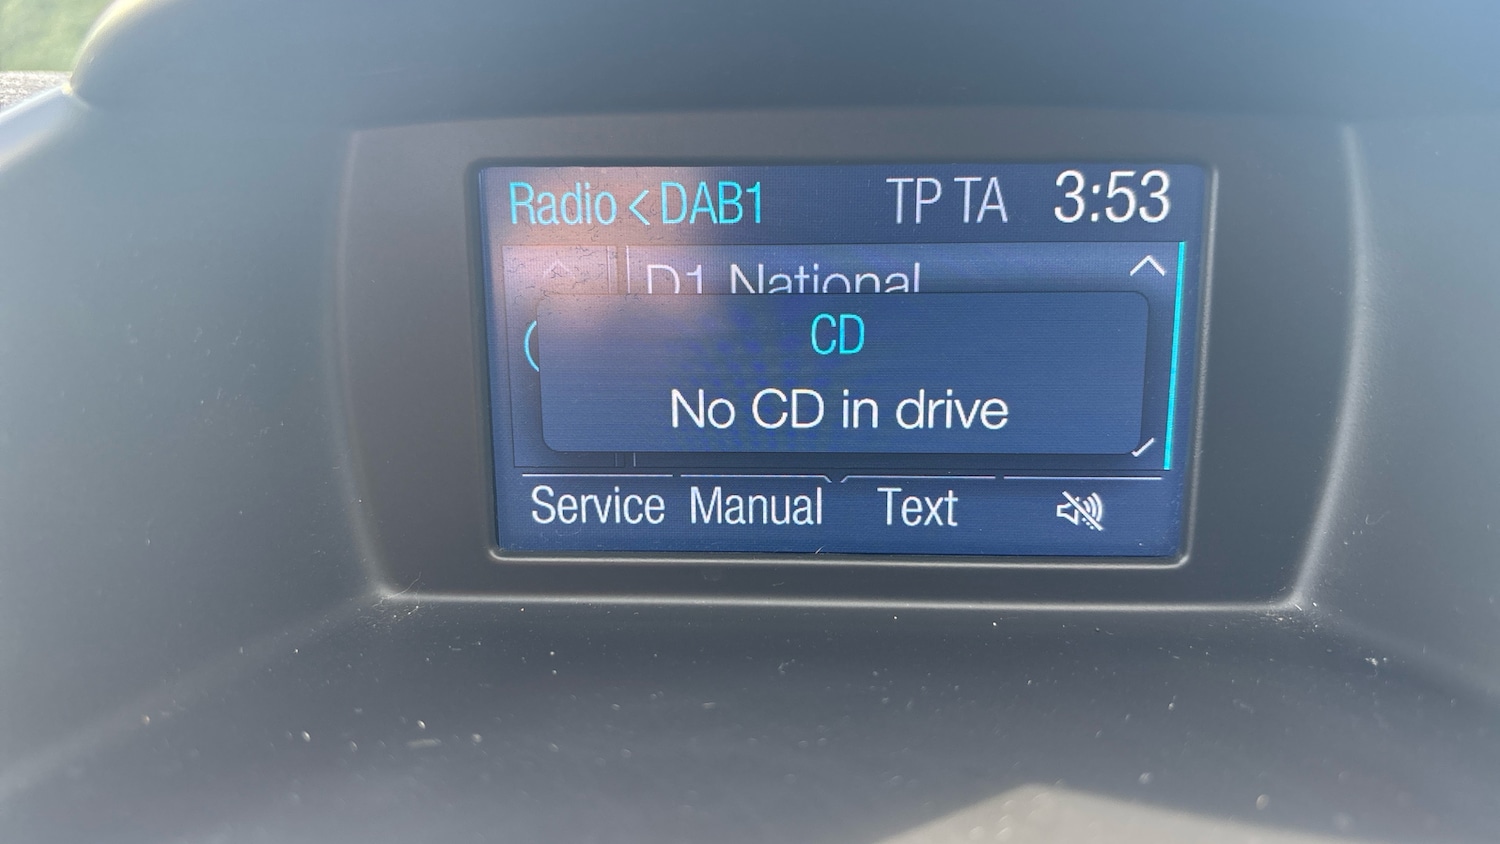 Radio < DAB1 TP TA 3:53
D1 National
CD
No CD in drive
Service Manual Text